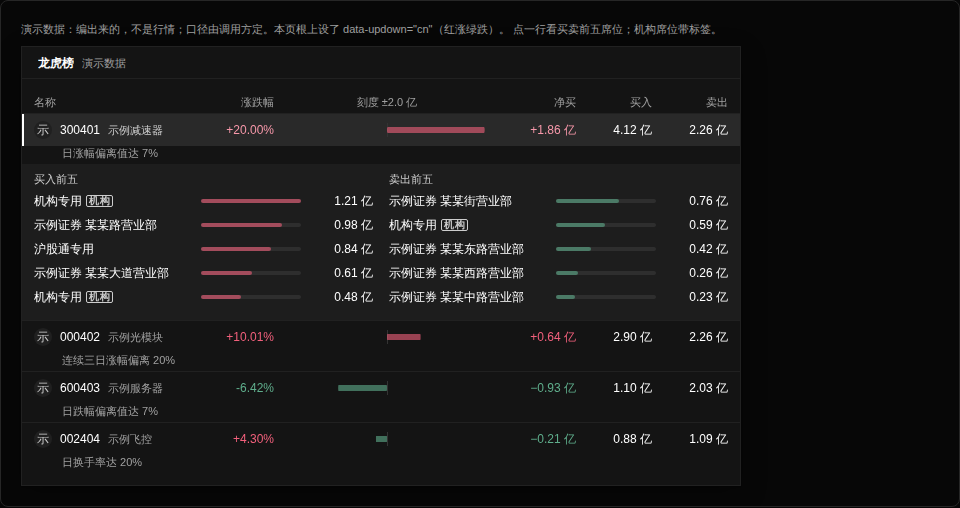 演示数据：编出来的，不是行情；口径由调用方定。本页根上设了 data-updown="cn"（红涨绿跌）。 点一行看买卖前五席位；机构席位带标签。
龙虎榜 演示数据
名称 涨跌幅 刻度 ±2.0 亿 净买 买入 卖出
示 300401 示例减速器 +20.00% +1.86 亿 4.12 亿 2.26 亿
日涨幅偏离值达 7%
买入前五 卖出前五
机构专用 机构 1.21 亿 示例证券 某某街营业部 0.76 亿
示例证券 某某路营业部 0.98 亿 机构专用 机构 0.59 亿
沪股通专用 0.84 亿 示例证券 某某东路营业部 0.42 亿
示例证券 某某大道营业部 0.61 亿 示例证券 某某西路营业部 0.26 亿
机构专用 机构 0.48 亿 示例证券 某某中路营业部 0.23 亿
示 000402 示例光模块 +10.01% +0.64 亿 2.90 亿 2.26 亿
连续三日涨幅偏离 20%
示 600403 示例服务器 -6.42% −0.93 亿 1.10 亿 2.03 亿
日跌幅偏离值达 7%
示 002404 示例飞控 +4.30% −0.21 亿 0.88 亿 1.09 亿
日换手率达 20%